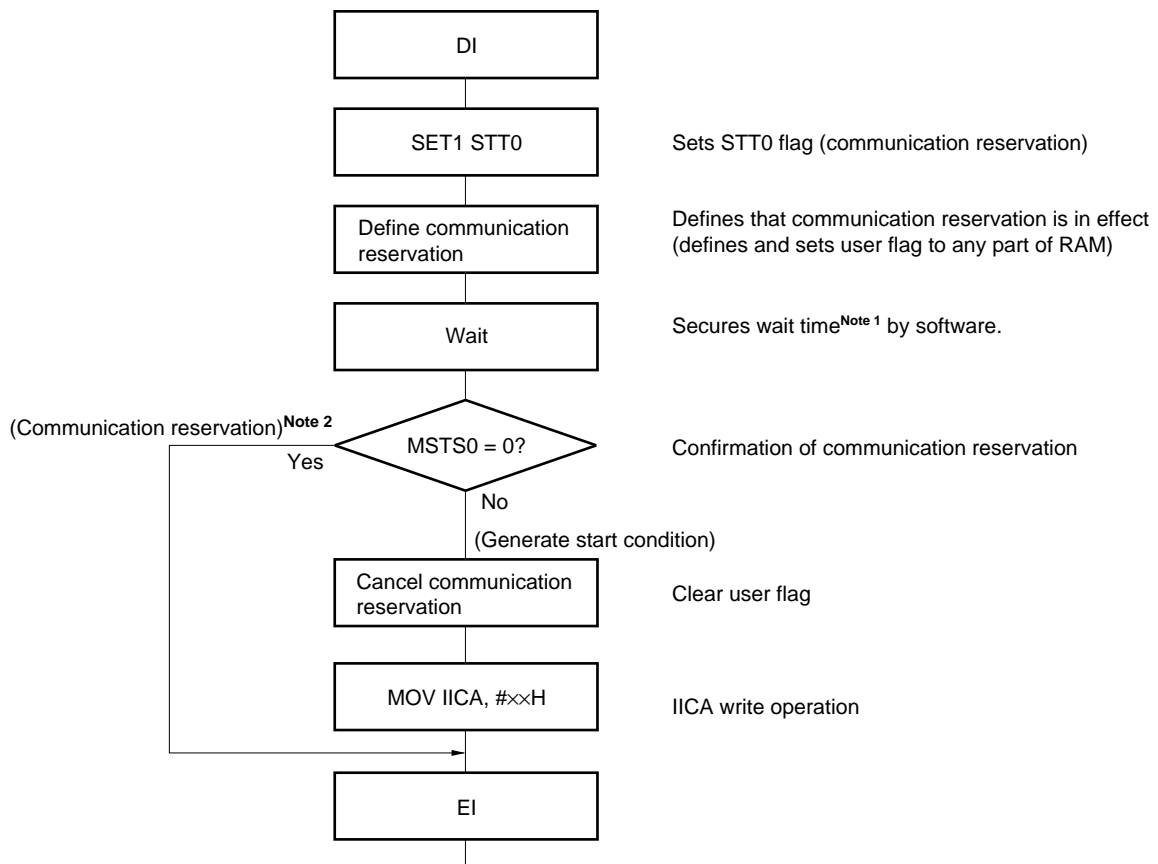 DI
SET1 STT0
Sets STT0 flag (communication reservation)
Define communication
reservation
Defines that communication reservation is in effect
(defines and sets user flag to any part of RAM)
Wait
Secures wait timeNote 1 by software.
(Communication reservation)Note 2
Yes
MSTS0 = 0?
Confirmation of communication reservation
No
(Generate start condition)
Cancel communication
reservation
Clear user flag
MOV IICA, #××H
IICA write operation
EI